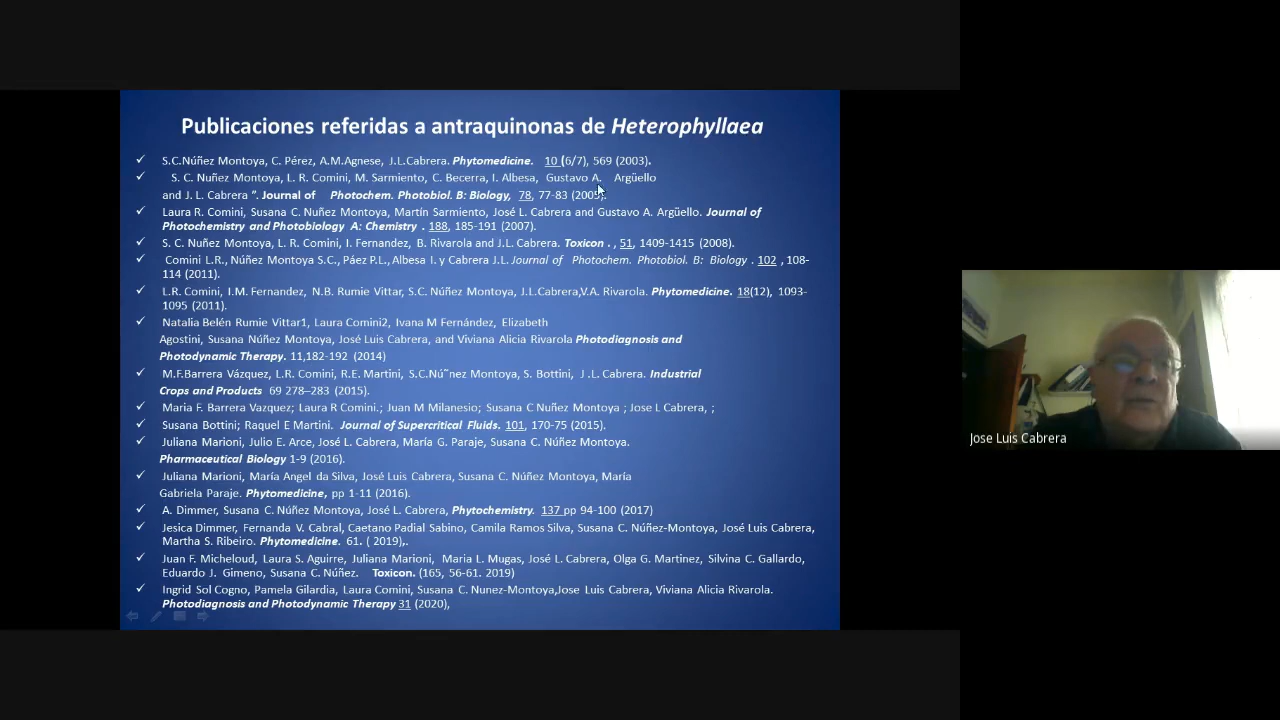 Publicaciones referidas a antraquinonas de Heterophyllaea
✓ S.C.Núñez Montoya, C. Pérez, A.M.Agnese, J.L.Cabrera. Phytomedicine. 10 (6/7), 569 (2003).
✓ S. C. Nuñez Montoya, L. R. Comini, M. Sarmiento, C. Becerra, I. Albesa, Gustavo A. Argüello
and J. L. Cabrera ”. Journal of Photochem. Photobiol. B: Biology, 78, 77-83 (2005).
✓ Laura R. Comini, Susana C. Nuñez Montoya, Martín Sarmiento, José L. Cabrera and Gustavo A. Argüello. Journal of
Photochemistry and Photobiology A: Chemistry . 188, 185-191 (2007).
✓ S. C. Nuñez Montoya, L. R. Comini, I. Fernandez, B. Rivarola and J.L. Cabrera. Toxicon . , 51, 1409-1415 (2008).
✓ Comini L.R., Núñez Montoya S.C., Páez P.L., Albesa I. y Cabrera J.L. Journal of Photochem. Photobiol. B: Biology . 102 , 108-
114 (2011).
✓ L.R. Comini, I.M. Fernandez, N.B. Rumie Vittar, S.C. Núñez Montoya, J.L.Cabrera,V.A. Rivarola. Phytomedicine. 18(12), 1093-
1095 (2011).
✓ Natalia Belén Rumie Vittar1, Laura Comini2, Ivana M Fernández, Elizabeth
Agostini, Susana Núñez Montoya, José Luis Cabrera, and Viviana Alicia Rivarola Photodiagnosis and
Photodynamic Therapy. 11,182-192 (2014)
✓ M.F.Barrera Vázquez, L.R. Comini, R.E. Martini, S.C.Nú˜nez Montoya, S. Bottini, J .L. Cabrera. Industrial
Crops and Products 69 278–283 (2015).
✓ Maria F. Barrera Vazquez; Laura R Comini.; Juan M Milanesio; Susana C Nuñez Montoya ; Jose L Cabrera, ;
✓ Susana Bottini; Raquel E Martini. Journal of Supercritical Fluids. 101, 170-75 (2015).
✓ Juliana Marioni, Julio E. Arce, José L. Cabrera, María G. Paraje, Susana C. Núñez Montoya.
Pharmaceutical Biology 1-9 (2016).
✓ Juliana Marioni, María Angel da Silva, José Luis Cabrera, Susana C. Núñez Montoya, María
Gabriela Paraje. Phytomedicine, pp 1-11 (2016).
✓ A. Dimmer, Susana C. Núñez Montoya, José L. Cabrera, Phytochemistry. 137 pp 94-100 (2017)
✓ Jesica Dimmer, Fernanda V. Cabral, Caetano Padial Sabino, Camila Ramos Silva, Susana C. Núñez-Montoya, José Luis Cabrera,
Martha S. Ribeiro. Phytomedicine. 61. ( 2019),.
✓ Juan F. Micheloud, Laura S. Aguirre, Juliana Marioni, Maria L. Mugas, José L. Cabrera, Olga G. Martinez, Silvina C. Gallardo,
Eduardo J. Gimeno, Susana C. Núñez. Toxicon. (165, 56-61. 2019)
✓ Ingrid Sol Cogno, Pamela Gilardia, Laura Comini, Susana C. Nunez-Montoya,Jose Luis Cabrera, Viviana Alicia Rivarola.
Photodiagnosis and Photodynamic Therapy 31 (2020),
Jose Luis Cabrera